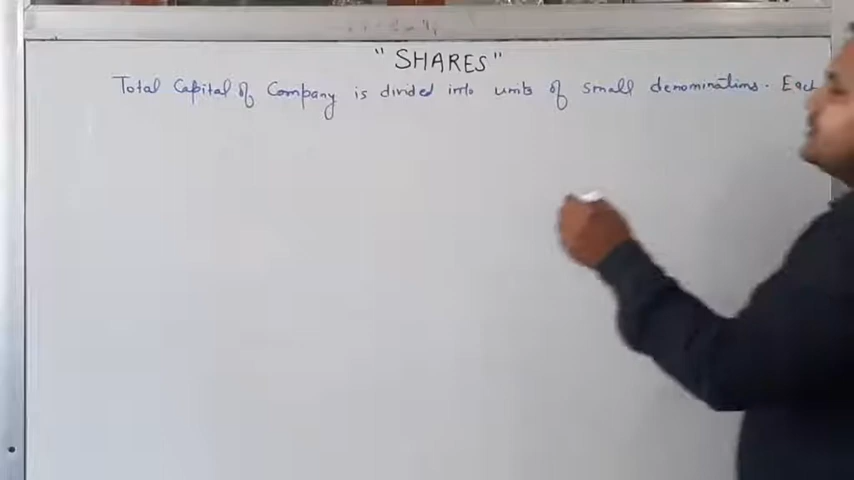 "SHARES"
Total Capital of Company is divided into units of small denominations. Each